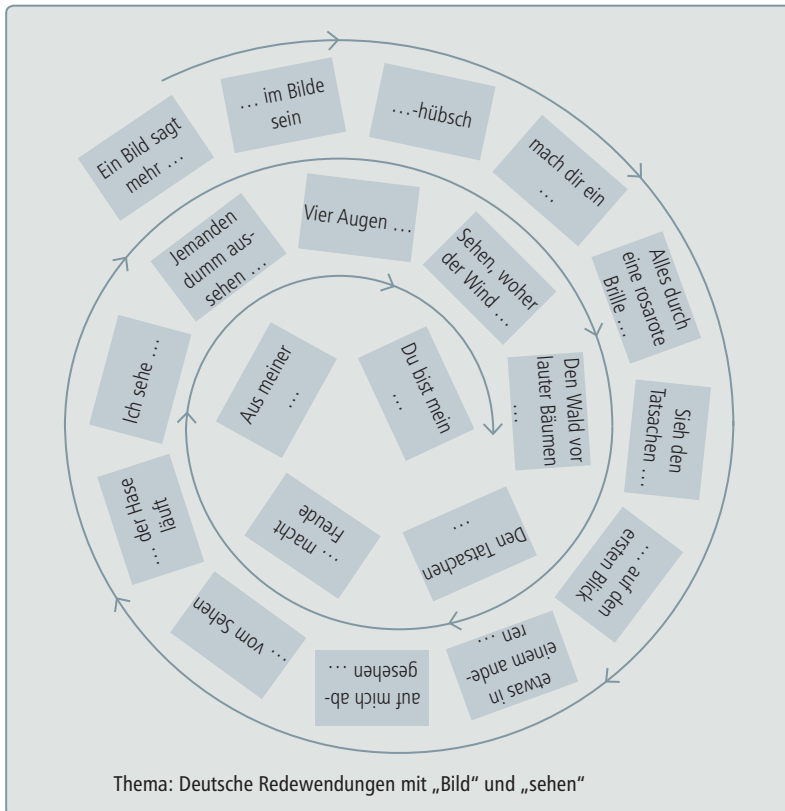 Ein Bild sagt
mehr …
… im Bilde
sein
…-hübsch
mach dir ein
…
Alles durch
eine rosarote
Brille …
Sieh den
Tatsachen
…
… auf den
ersten Blick
etwas in
einem ande-
ren …
auf mich ab-
gesehen …
… vom Sehen
… der Hase
läuft
Ich sehe …
Jemanden
dumm aus-
sehen …
Vier Augen …
Sehen, woher
der Wind …
Den Wald vor
lauter Bäumen
…
Den Tatsachen
…
… macht
Freude
Aus meiner
…
Du bist mein
…
Thema: Deutsche Redewendungen mit „Bild“ und „sehen“